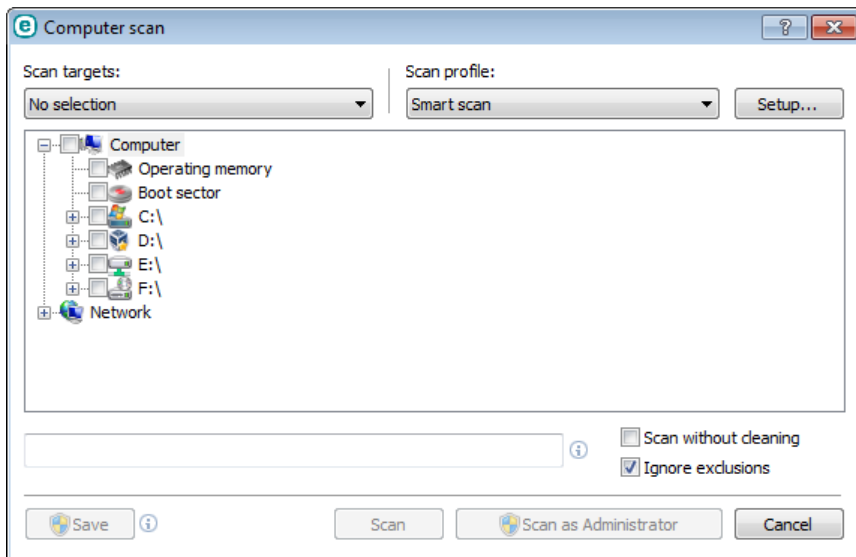 Computer scan
Scan targets:
Scan profile:
No selection
Smart scan
Setup...
Computer
Operating memory
Boot sector
C:\
D:\
E:\
F:\
Network
Scan without cleaning
Ignore exclusions
Save
Scan
Scan as Administrator
Cancel